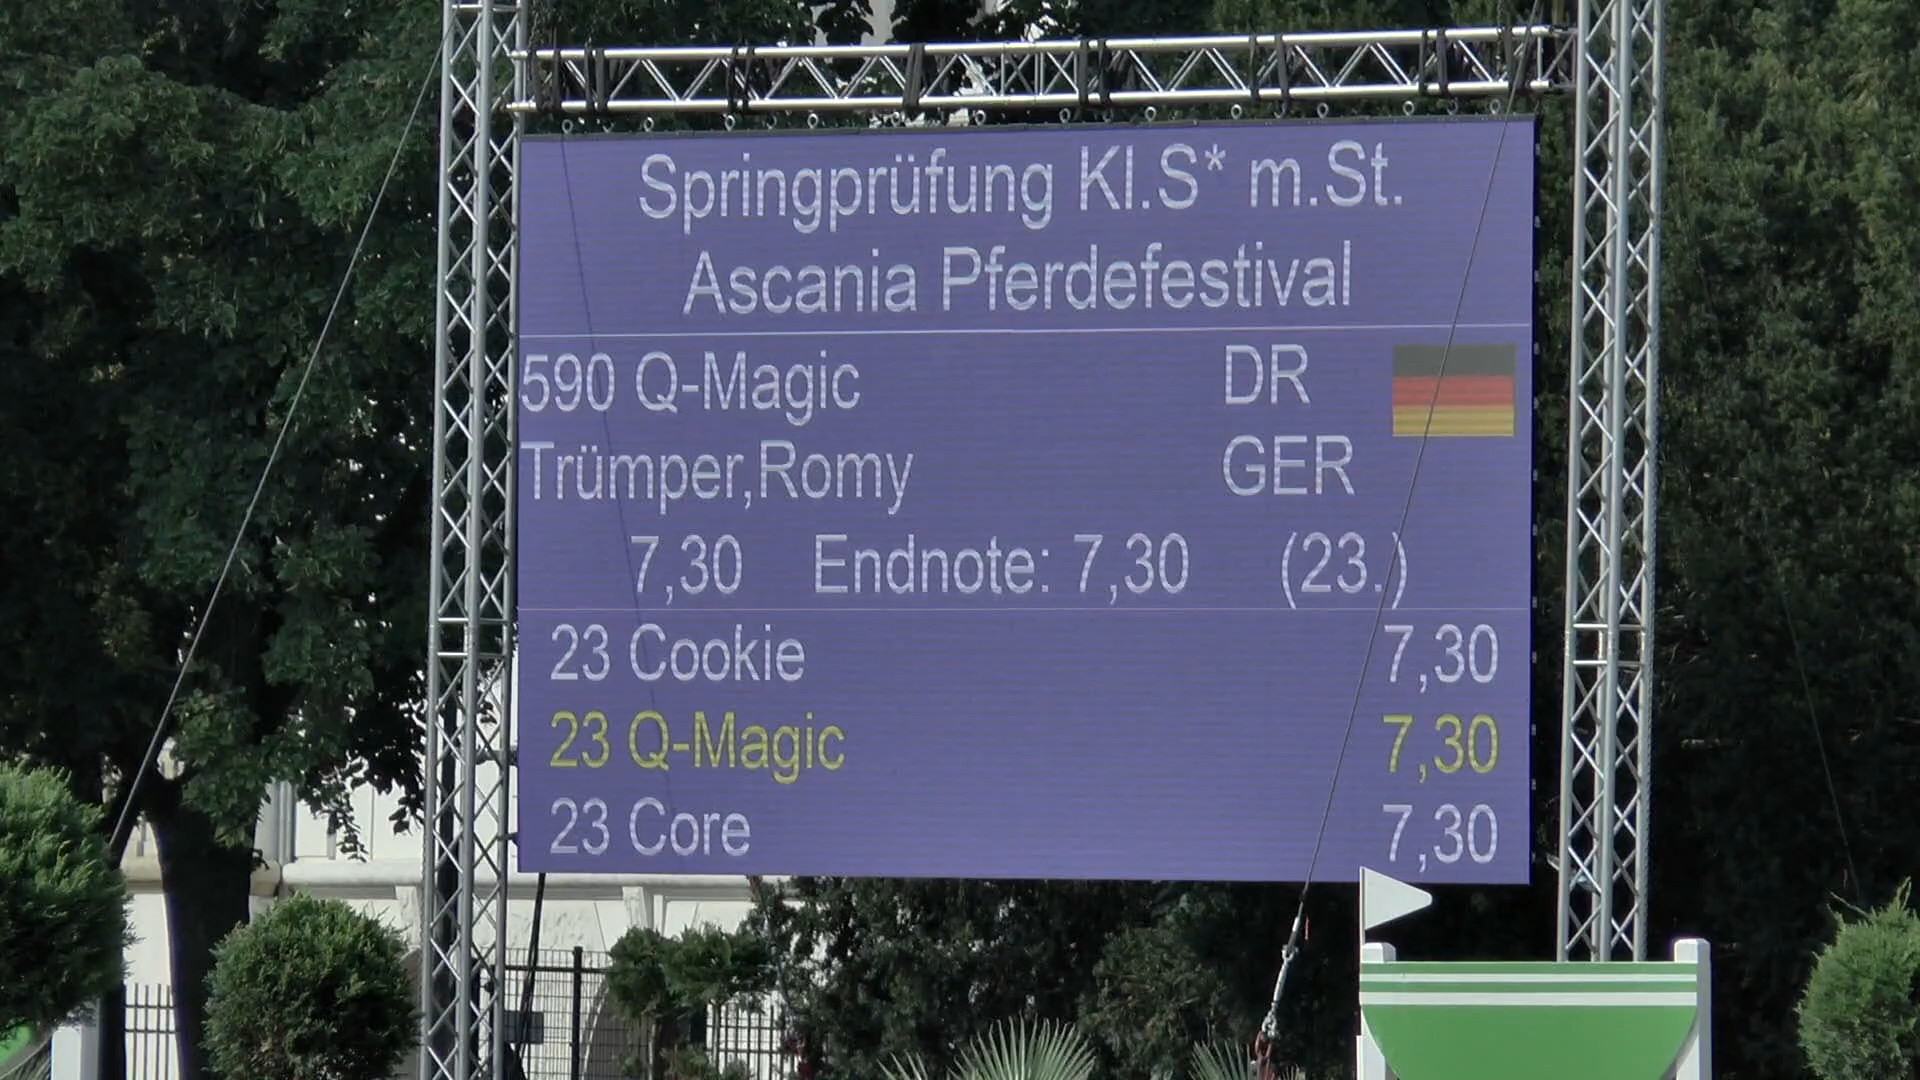 Springprüfung Kl.S* m.St.
Ascania Pferdefestival
590 Q-Magic DR
Trümper,Romy GER
7,30 Endnote: 7,30 (23.)
23 Cookie 7,30
23 Q-Magic 7,30
23 Core 7,30